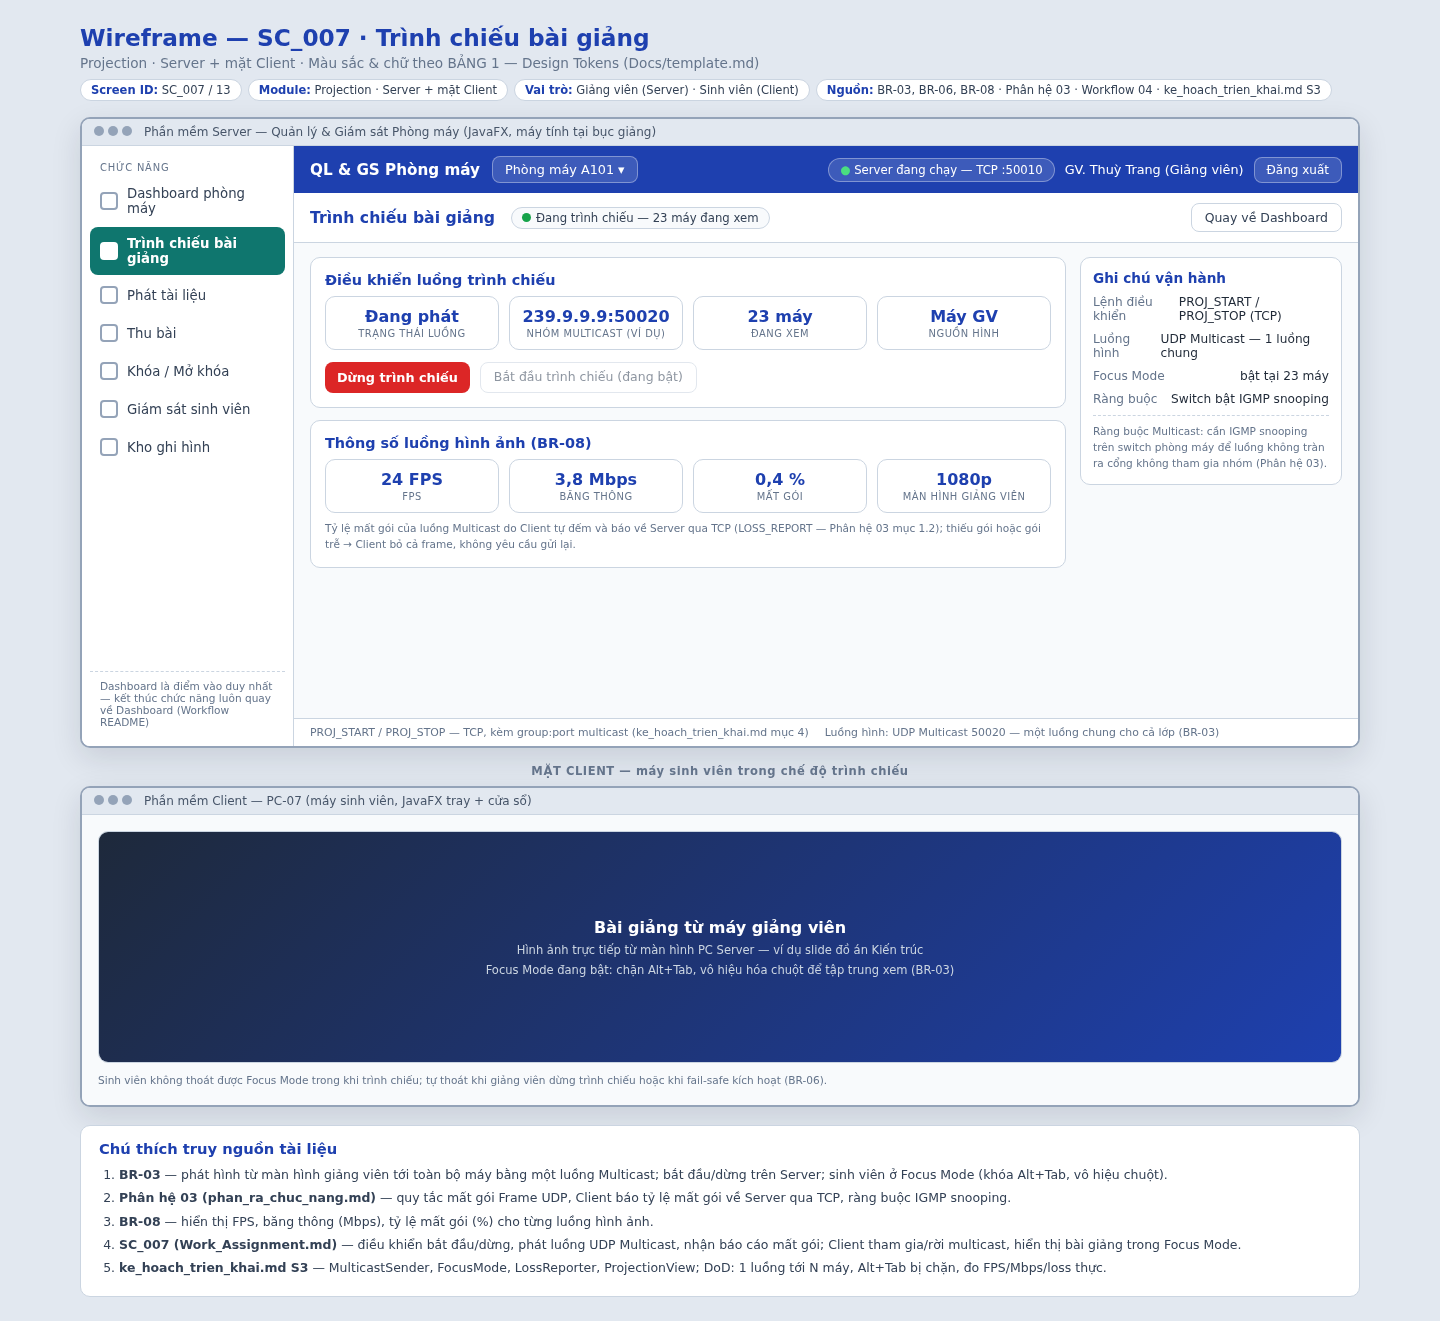 Wireframe — SC_007 · Trình chiếu bài giảng
Projection · Server + mặt Client · Màu sắc & chữ theo BẢNG 1 — Design Tokens (Docs/template.md)
Screen ID: SC_007 / 13
Module: Projection · Server + mặt Client
Vai trò: Giảng viên (Server) · Sinh viên (Client)
Nguồn: BR-03, BR-06, BR-08 · Phân hệ 03 · Workflow 04 · ke_hoach_trien_khai.md S3
Phần mềm Server — Quản lý & Giám sát Phòng máy (JavaFX, máy tính tại bục giảng)
CHỨC NĂNG
Dashboard phòng
máy
Trình chiếu bài
giảng
Phát tài liệu
Thu bài
Khóa / Mở khóa
Giám sát sinh viên
Kho ghi hình
Dashboard là điểm vào duy nhất
— kết thúc chức năng luôn quay
về Dashboard (Workflow
README)
QL & GS Phòng máy
Phòng máy A101 ▾
Server đang chạy — TCP :50010
GV. Thuỳ Trang (Giảng viên)
Đăng xuất
Trình chiếu bài giảng
Đang trình chiếu — 23 máy đang xem
Quay về Dashboard
Điều khiển luồng trình chiếu
Đang phát
TRẠNG THÁI LUỒNG
239.9.9.9:50020
NHÓM MULTICAST (VÍ DỤ)
23 máy
ĐANG XEM
Máy GV
NGUỒN HÌNH
Dừng trình chiếu
Bắt đầu trình chiếu (đang bật)
Thông số luồng hình ảnh (BR-08)
24 FPS
FPS
3,8 Mbps
BĂNG THÔNG
0,4 %
MẤT GÓI
1080p
MÀN HÌNH GIẢNG VIÊN
Tỷ lệ mất gói của luồng Multicast do Client tự đếm và báo về Server qua TCP (LOSS_REPORT — Phân hệ 03 mục 1.2); thiếu gói hoặc gói
trễ → Client bỏ cả frame, không yêu cầu gửi lại.
Ghi chú vận hành
Lệnh điều
khiển
PROJ_START /
PROJ_STOP (TCP)
Luồng
hình
UDP Multicast — 1 luồng
chung
Focus Mode
bật tại 23 máy
Ràng buộc
Switch bật IGMP snooping
Ràng buộc Multicast: cần IGMP snooping
trên switch phòng máy để luồng không tràn
ra cổng không tham gia nhóm (Phân hệ 03).
PROJ_START / PROJ_STOP — TCP, kèm group:port multicast (ke_hoach_trien_khai.md mục 4)
Luồng hình: UDP Multicast 50020 — một luồng chung cho cả lớp (BR-03)
MẶT CLIENT — máy sinh viên trong chế độ trình chiếu
Phần mềm Client — PC-07 (máy sinh viên, JavaFX tray + cửa sổ)
Bài giảng từ máy giảng viên
Hình ảnh trực tiếp từ màn hình PC Server — ví dụ slide đồ án Kiến trúc
Focus Mode đang bật: chặn Alt+Tab, vô hiệu hóa chuột để tập trung xem (BR-03)
Sinh viên không thoát được Focus Mode trong khi trình chiếu; tự thoát khi giảng viên dừng trình chiếu hoặc khi fail-safe kích hoạt (BR-06).
Chú thích truy nguồn tài liệu
1. BR-03 — phát hình từ màn hình giảng viên tới toàn bộ máy bằng một luồng Multicast; bắt đầu/dừng trên Server; sinh viên ở Focus Mode (khóa Alt+Tab, vô hiệu chuột).
2. Phân hệ 03 (phan_ra_chuc_nang.md) — quy tắc mất gói Frame UDP, Client báo tỷ lệ mất gói về Server qua TCP, ràng buộc IGMP snooping.
3. BR-08 — hiển thị FPS, băng thông (Mbps), tỷ lệ mất gói (%) cho từng luồng hình ảnh.
4. SC_007 (Work_Assignment.md) — điều khiển bắt đầu/dừng, phát luồng UDP Multicast, nhận báo cáo mất gói; Client tham gia/rời multicast, hiển thị bài giảng trong Focus Mode.
5. ke_hoach_trien_khai.md S3 — MulticastSender, FocusMode, LossReporter, ProjectionView; DoD: 1 luồng tới N máy, Alt+Tab bị chặn, đo FPS/Mbps/loss thực.